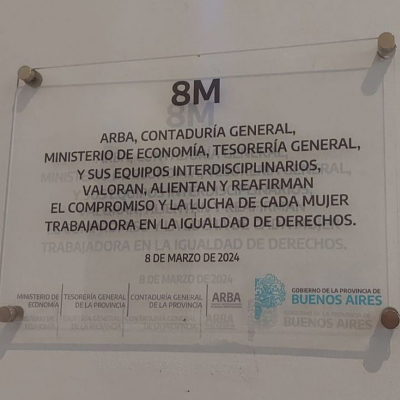 8M
ARBA, CONTADURÍA GENERAL,
MINISTERIO DE ECONOMÍA, TESORERÍA GENERAL,
Y SUS EQUIPOS INTERDISCIPLINARIOS,
VALORAN, ALIENTAN Y REAFIRMAN
EL COMPROMISO Y LA LUCHA DE CADA MUJER
TRABAJADORA EN LA IGUALDAD DE DERECHOS.
8 DE MARZO DE 2024
MINISTERIO DE
ECONOMÍA
TESORERÍA GENERAL
DE LA PROVINCIA
CONTADURÍA GENERAL
DE LA PROVINCIA
ARBA
GOBIERNO DE LA PROVINCIA DE
BUENOS AIRES